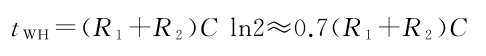 t_WH = (R_1 + R_2)C ln2 ≈ 0.7(R_1 + R_2)C